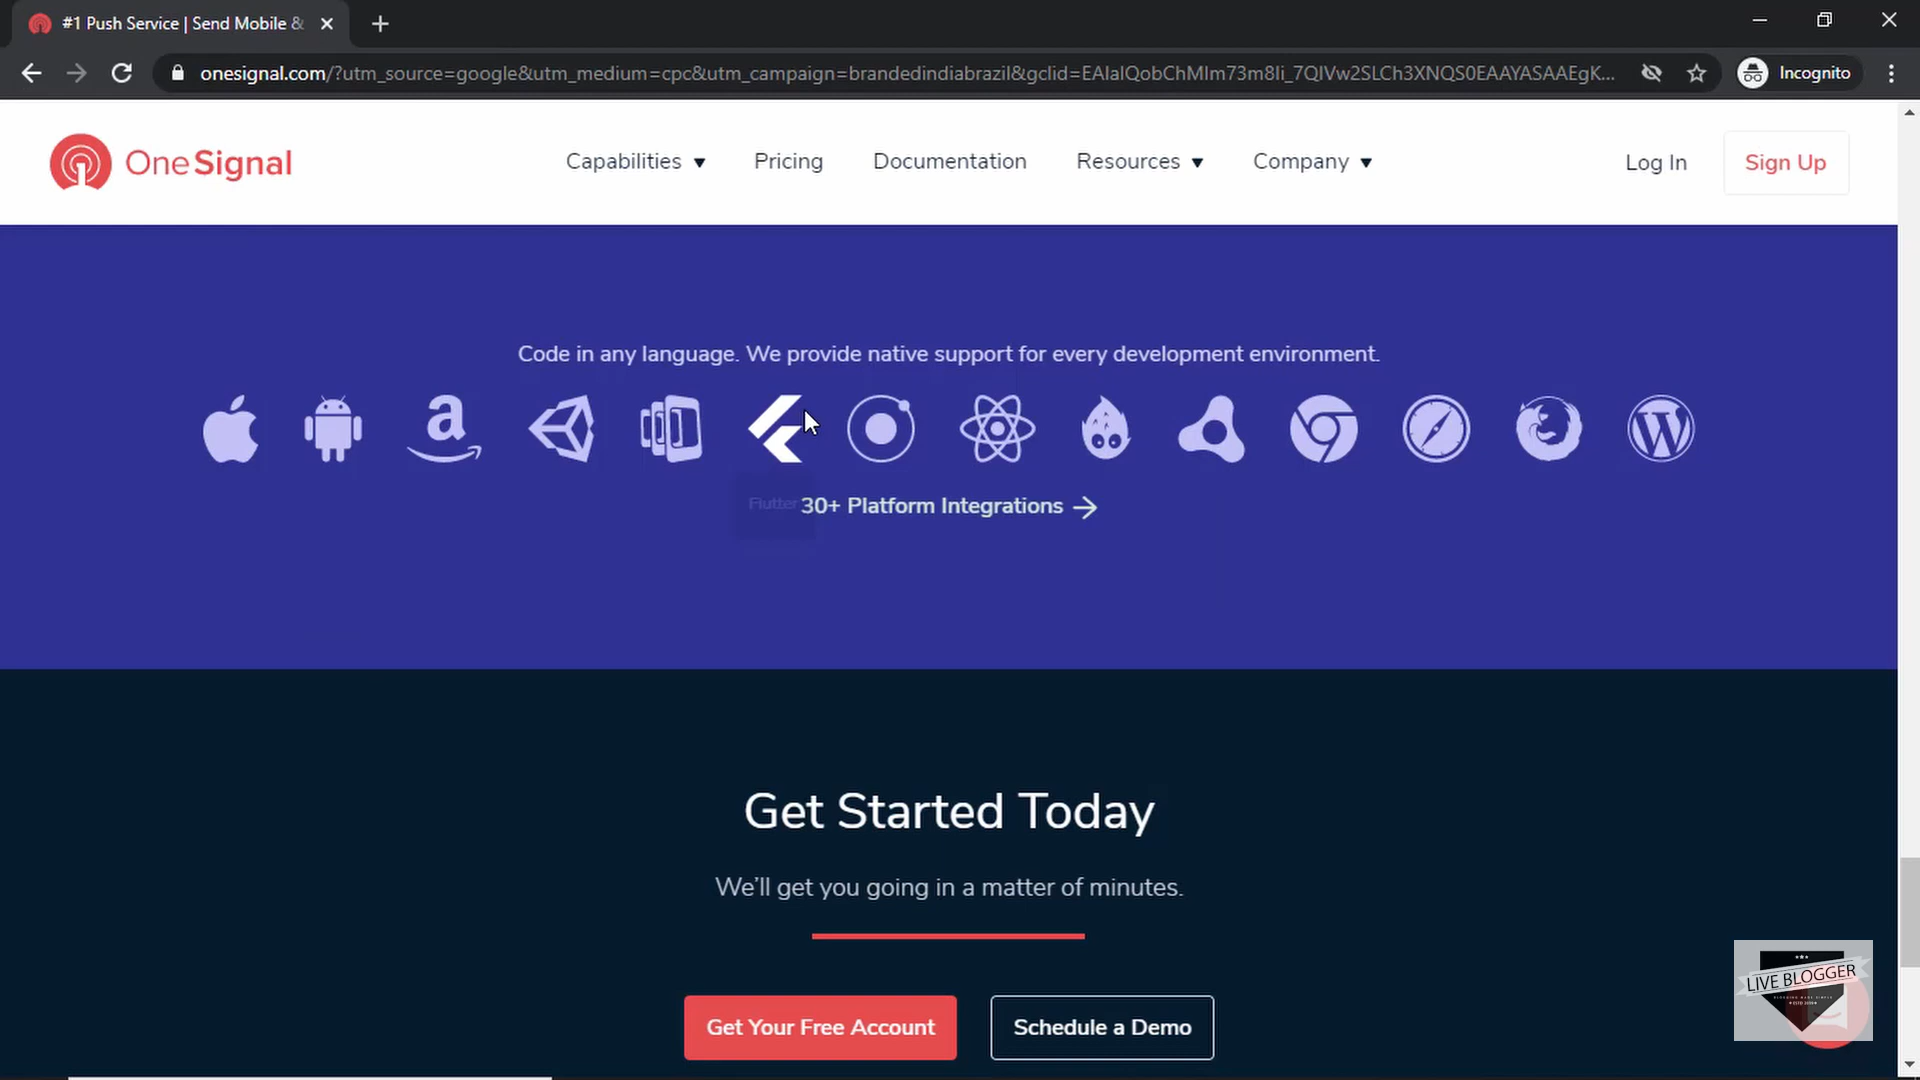 #1 Push Service | Send Mobile &
onesignal.com/?utm_source=google&utm_medium=cpc&utm_campaign=brandedindiabrazil&gclid=EAIaIQobChMIm73m8Ii_7QIVw2SLCh3XNQS0EAAYASAAEgK...
Incognito
OneSignal
Capabilities
Pricing
Documentation
Resources
Company
Log In
Sign Up
Code in any language. We provide native support for every development environment.
Flutter
30+ Platform Integrations
Get Started Today
We'll get you going in a matter of minutes.
Get Your Free Account
Schedule a Demo
LIVE BLOGGER